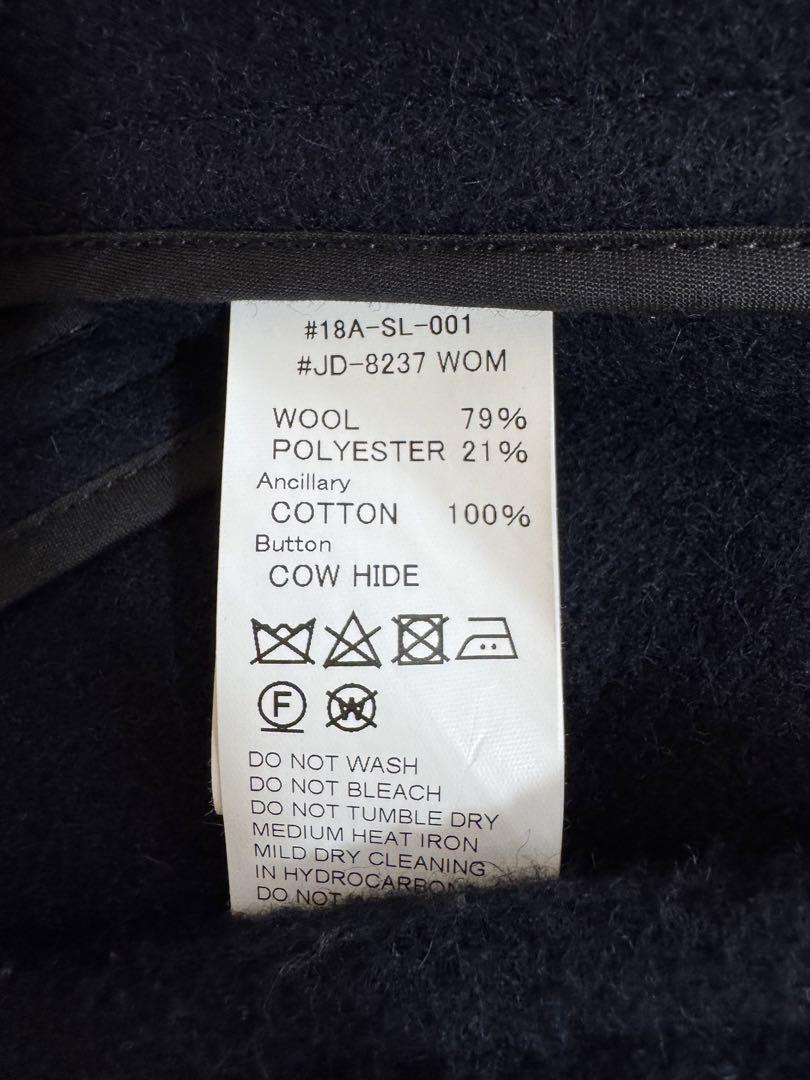 #18A-SL-001
#JD-8237 WOM
WOOL 79%
POLYESTER 21%
Ancillary
COTTON 100%
Button
COW HIDE
F W
DO NOT WASH
DO NOT BLEACH
DO NOT TUMBLE DRY
MEDIUM HEAT IRON
MILD DRY CLEANING
IN HYDROCARBON
DO NOT